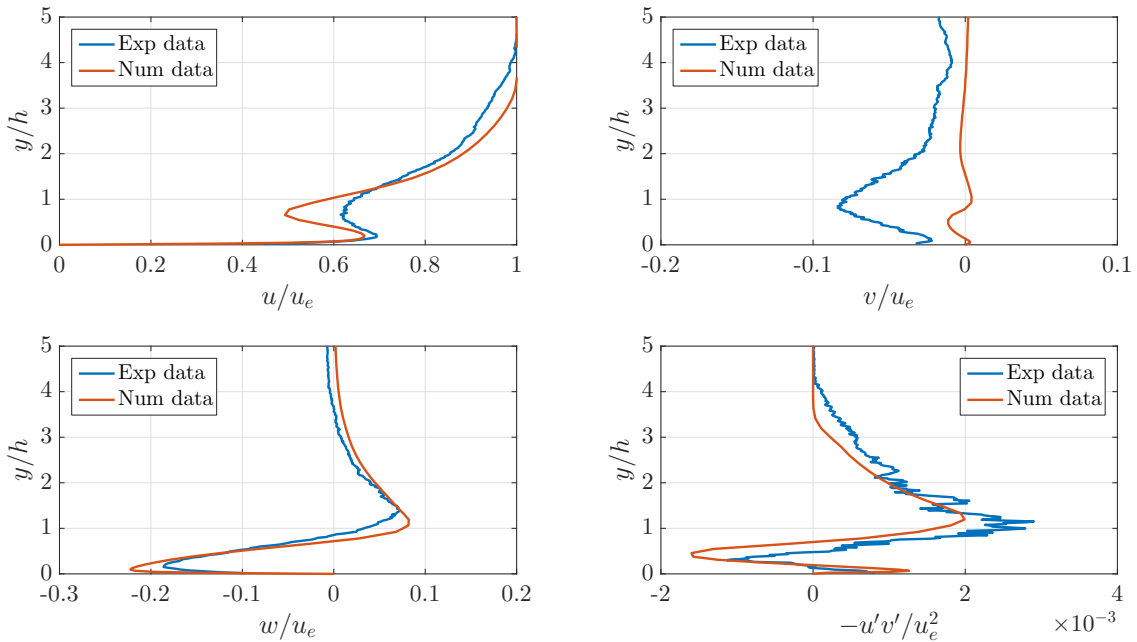 5
4
3
2
1
0
y/h
Exp data
Num data
0 0.2 0.4 0.6 0.8 1
u/u_e
5
4
3
2
1
0
y/h
Exp data
Num data
-0.2 -0.1 0 0.1
v/u_e
5
4
3
2
1
0
y/h
Exp data
Num data
-0.3 -0.2 -0.1 0 0.1 0.2
w/u_e
5
4
3
2
1
0
y/h
Exp data
Num data
-2 0 2 4
-u'v'/u_e^2 ×10^{-3}